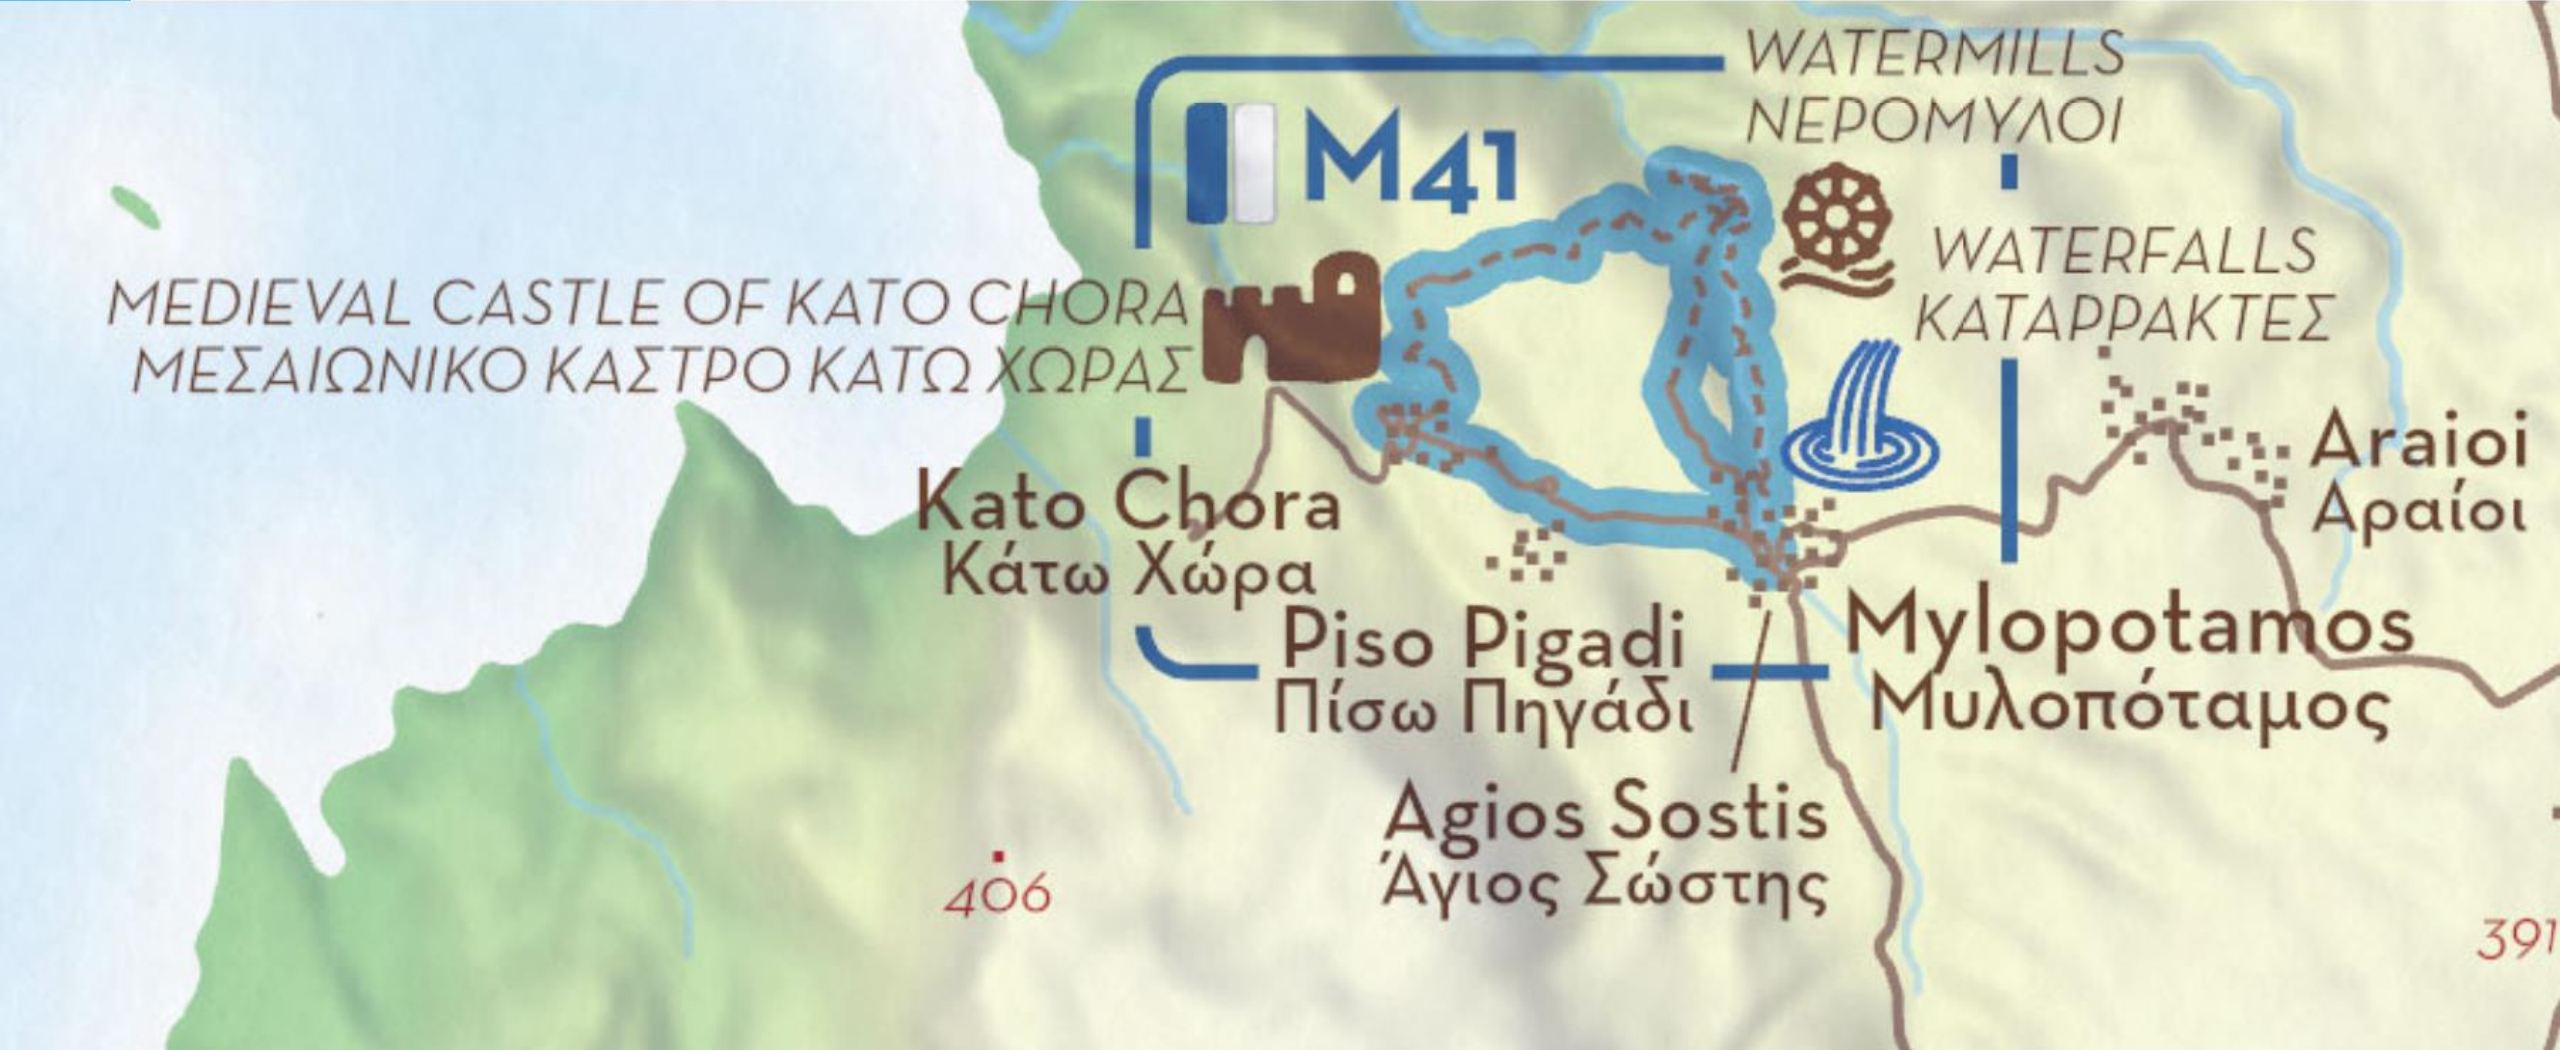 WATERMILLS
ΝΕΡΟΜΥΛΟΙ
M41
WATERFALLS
ΚΑΤΑΡΡΑΚΤΕΣ
MEDIEVAL CASTLE OF KATO CHORA
ΜΕΣΑΙΩΝΙΚΟ ΚΑΣΤΡΟ ΚΑΤΩ ΧΩΡΑΣ
Araioi
Αραίοι
Kato Chora
Κάτω Χώρα
Piso Pigadi
Πίσω Πηγάδι
Mylopotamos
Μυλοπόταμος
Agios Sostis
Άγιος Σώστης
406
391